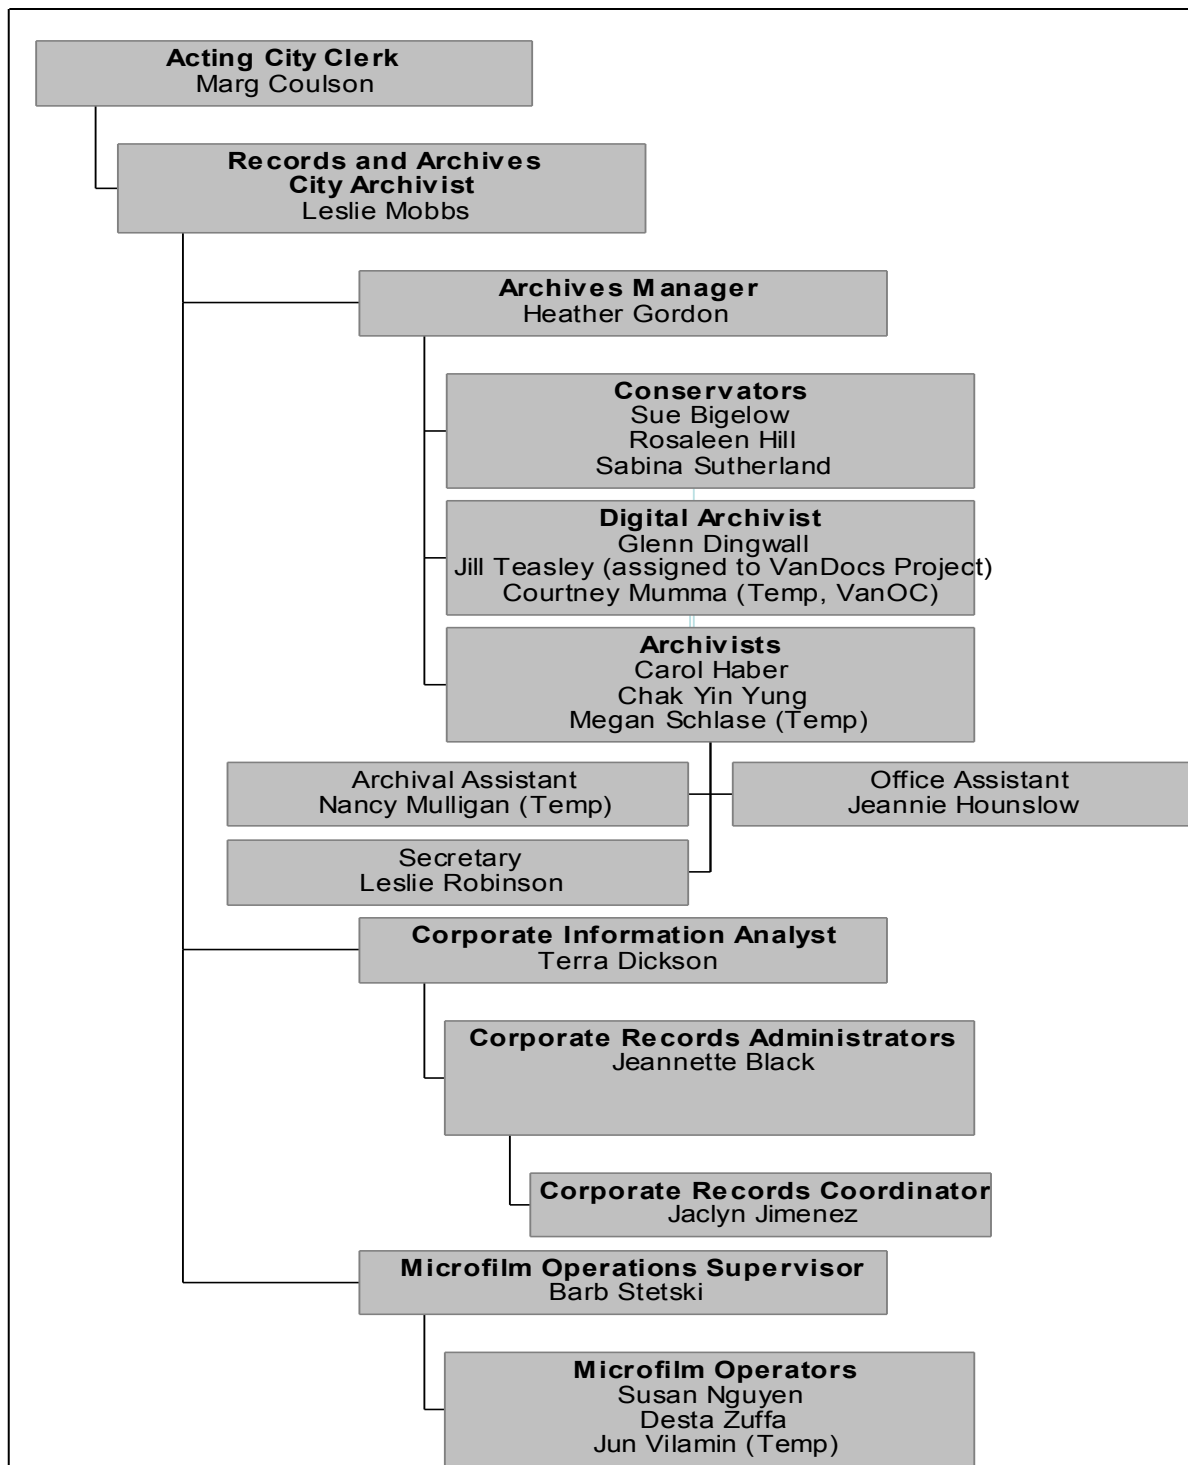 Acting City Clerk
Marg Coulson
Records and Archives
City Archivist
Leslie Mobbs
Archives Manager
Heather Gordon
Conservators
Sue Bigelow
Rosaleen Hill
Sabina Sutherland
Digital Archivist
Glenn Dingwall
Jill Teasley (assigned to VanDocs Project)
Courtney Mumma (Temp, VanOC)
Archivists
Carol Haber
Chak Yin Yung
Megan Schlase (Temp)
Archival Assistant
Nancy Mulligan (Temp)
Office Assistant
Jeannie Hounslow
Secretary
Leslie Robinson
Corporate Information Analyst
Terra Dickson
Corporate Records Administrators
Jeannette Black
Corporate Records Coordinator
Jaclyn Jimenez
Microfilm Operations Supervisor
Barb Stetski
Microfilm Operators
Susan Nguyen
Desta Zuffa
Jun Vilamin (Temp)